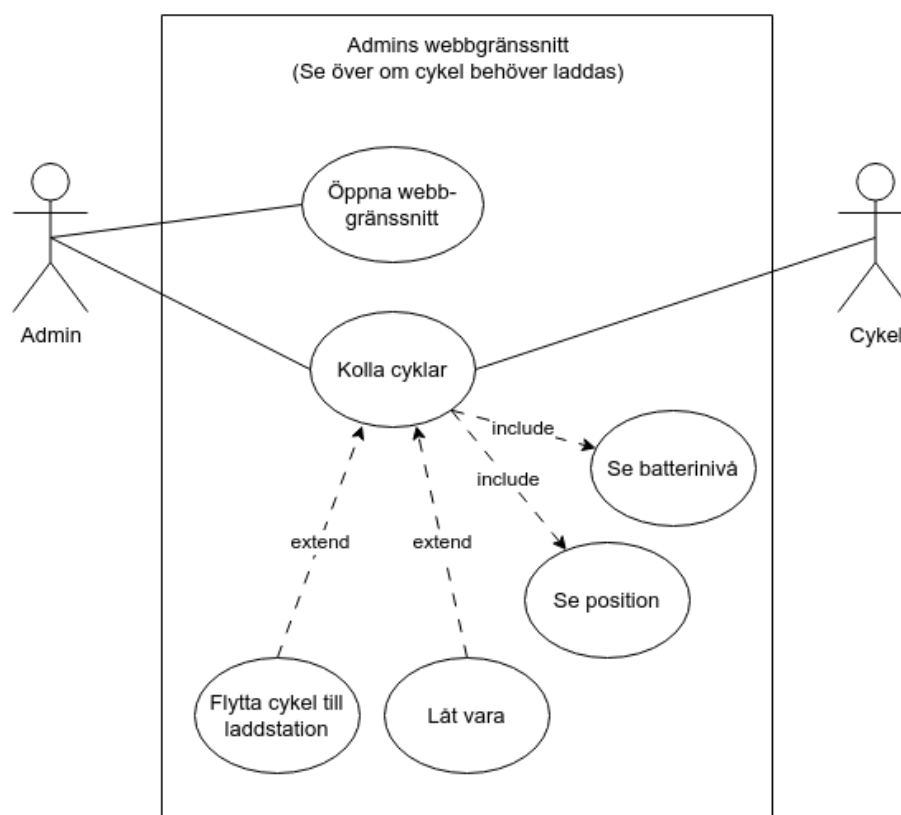 Admins webbgränssnitt
(Se över om cykel behöver laddas)
Öppna webb-
gränssnitt
Admin
Cykel
Kolla cyklar
include
Se batterinivå
include
extend
extend
Se position
Flytta cykel till
laddstation
Låt vara